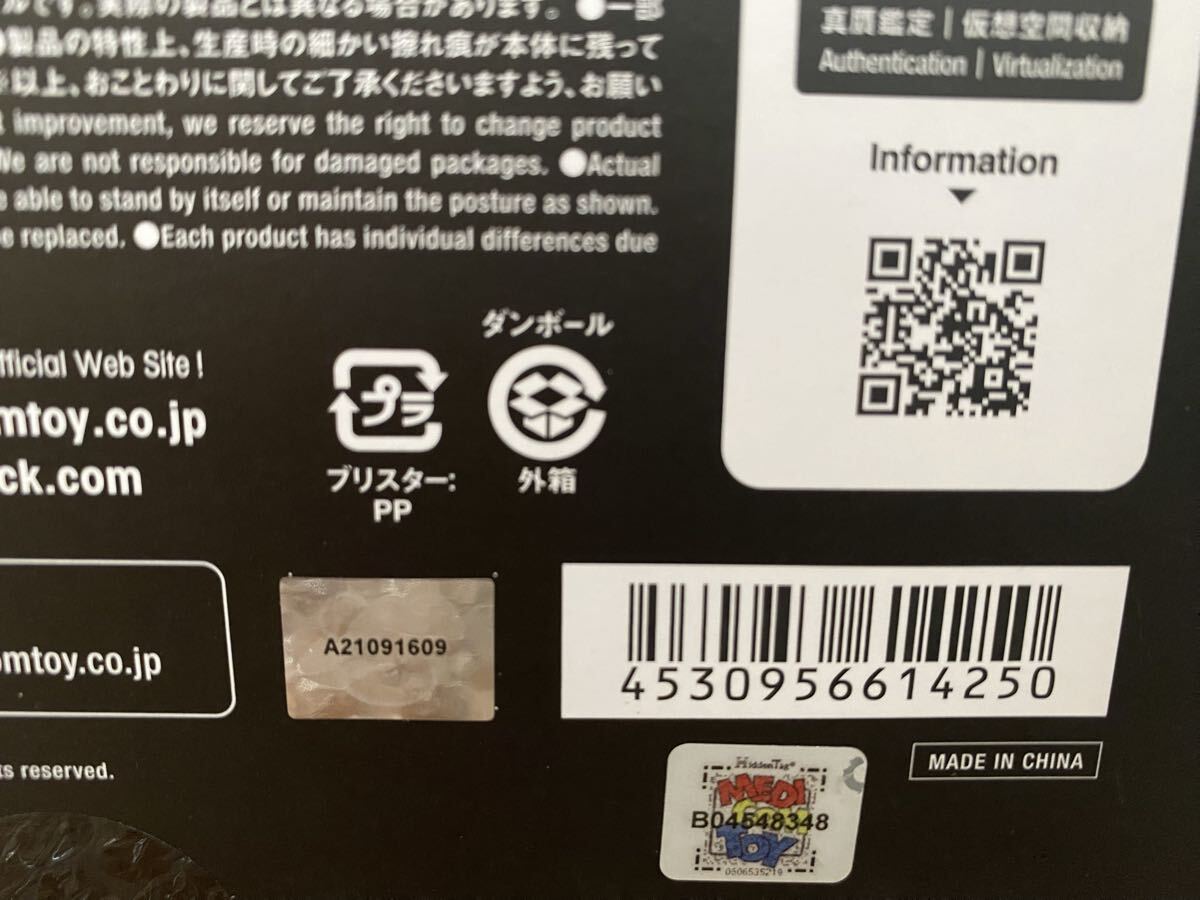 ルです。実際の製品とは異なる場合があります。●一部
製品の特性上、生産時の細かい擦れ痕が本体に残って
以上、おことわりに関してご了承くださいますよう、お願い
improvement, we reserve the right to change product
We are not responsible for damaged packages. ●Actual
able to stand by itself or maintain the posture as shown.
replaced. ●Each product has individual differences due
真贋鑑定 | 仮想空間収納
Authentication | Virtualization
Information
Official Web Site !
mtoy.co.jp
ck.com
プラ
ブリスター:
PP
ダンボール
外箱
omtoy.co.jp
A21091609
4530956614250
ts reserved.
MADE IN CHINA
HiddenTag®
MEDI
COM
TOY
B04548348
0506535219